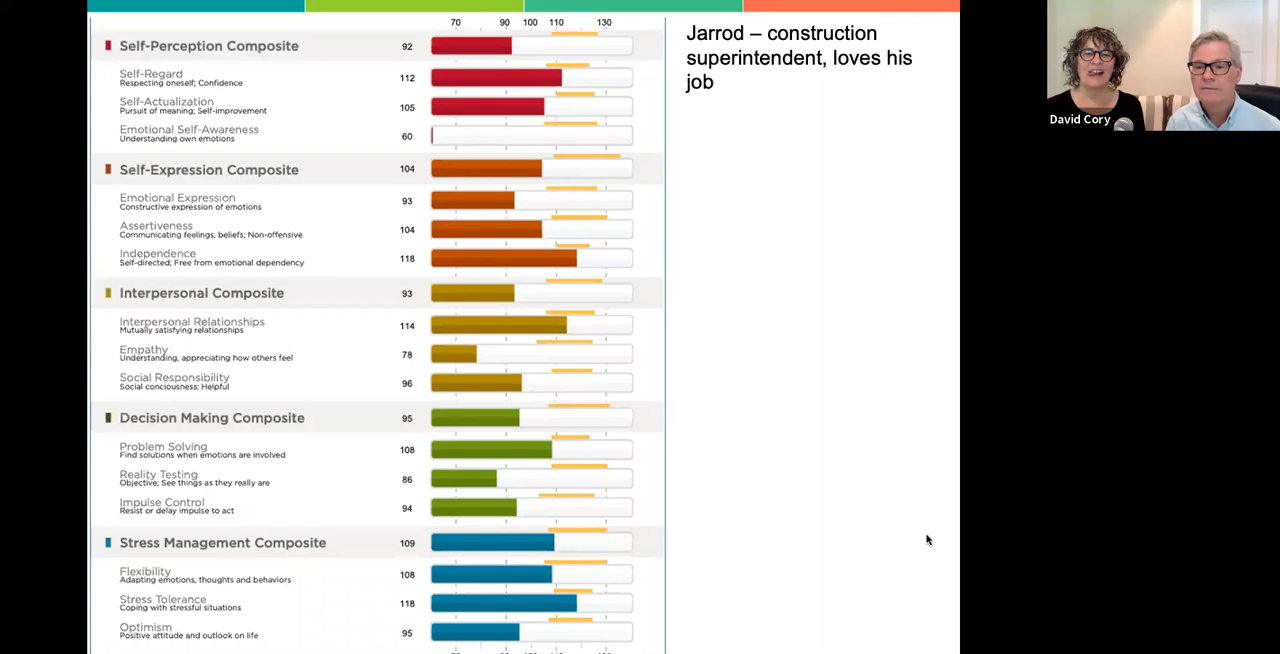 70 90 100 110 130
Self-Perception Composite 92
Self-Regard 112
Respecting oneself; Confidence
Self-Actualization 105
Pursuit of meaning; Self-improvement
Emotional Self-Awareness 60
Understanding own emotions
Self-Expression Composite 104
Emotional Expression 93
Constructive expression of emotions
Assertiveness 104
Communicating feelings, beliefs; Non-offensive
Independence 118
Self-directed; Free from emotional dependency
Interpersonal Composite 93
Interpersonal Relationships 114
Mutually satisfying relationships
Empathy 78
Understanding, appreciating how others feel
Social Responsibility 96
Social conciousness; Helpful
Decision Making Composite 95
Problem Solving 108
Find solutions when emotions are involved
Reality Testing 86
Objective; See things as they really are
Impulse Control 94
Resist or delay impulse to act
Stress Management Composite 109
Flexibility 108
Adapting emotions, thoughts and behaviors
Stress Tolerance 118
Coping with stressful situations
Optimism 95
Positive attitude and outlook on life
Jarrod – construction
superintendent, loves his
job
David Cory